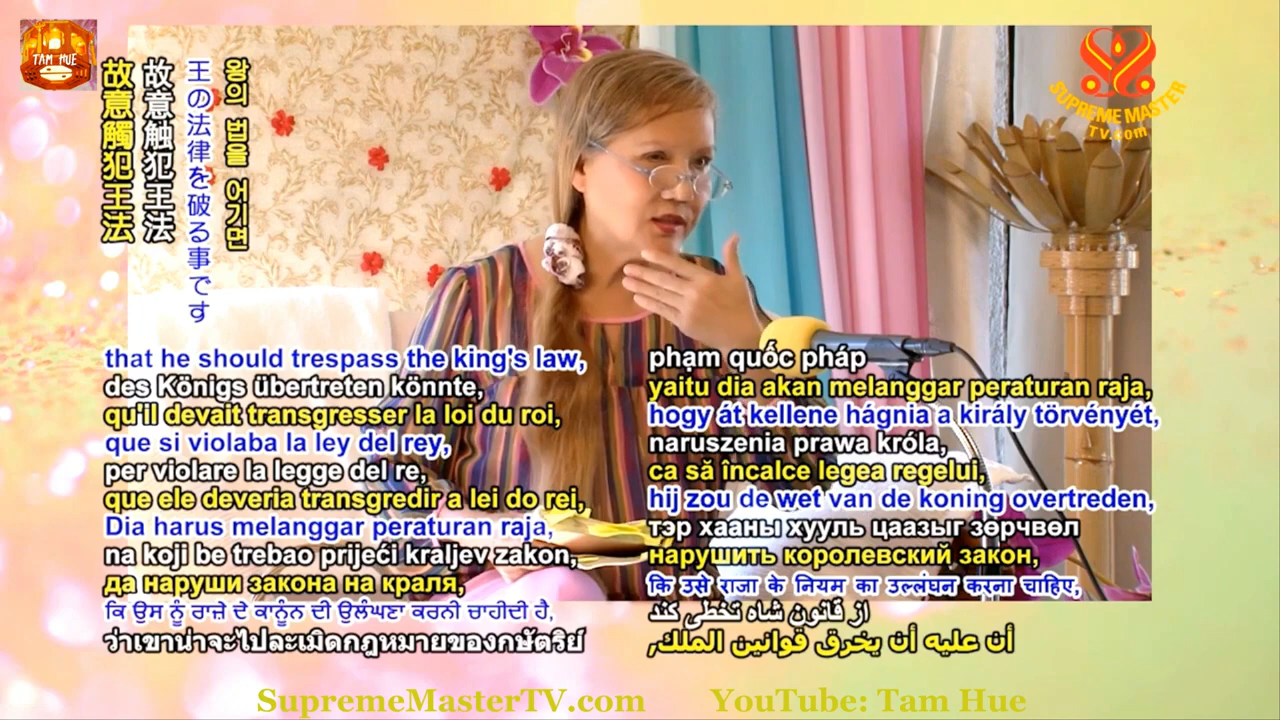 TAM HUE
SUPREME MASTER
TV.com
故意觸犯王法
故意触犯王法
王の法律を破る事です
왕의 법을 어기면
that he should trespass the king's law,
des Königs übertreten könnte,
qu'il devait transgresser la loi du roi,
que si violaba la ley del rey,
per violare la legge del re,
que ele deveria transgredir a lei do rei,
Dia harus melanggar peraturan raja,
na koji be trebao prijeći kraljev zakon,
да наруши закона на краля,
ਕਿ ਉਸ ਨੂੰ ਰਾਜ਼ੇ ਦੇ ਕਾਨੂੰਨ ਦੀ ਉਲੰਘਣਾ ਕਰਨੀ ਚਾਹੀਦੀ ਹੈ,
ว่าเขาน่าจะไปละเมิดกฎหมายของกษัตริย์
phạm quốc pháp
yaitu dia akan melanggar peraturan raja,
hogy át kellene hágnia a király törvényét,
naruszenia prawa króla,
ca să încalce legea regelui,
hij zou de wet van de koning overtreden,
тэр хааны хууль цаазыг зөрчвөл
нарушить королевский закон,
कि उसे राजा के नियम का उल्लंघन करना चाहिए,
از قانون شاه تخطی کند
أن عليه أن يخرق قوانين الملك,
SupremeMasterTV.com
YouTube: Tam Hue